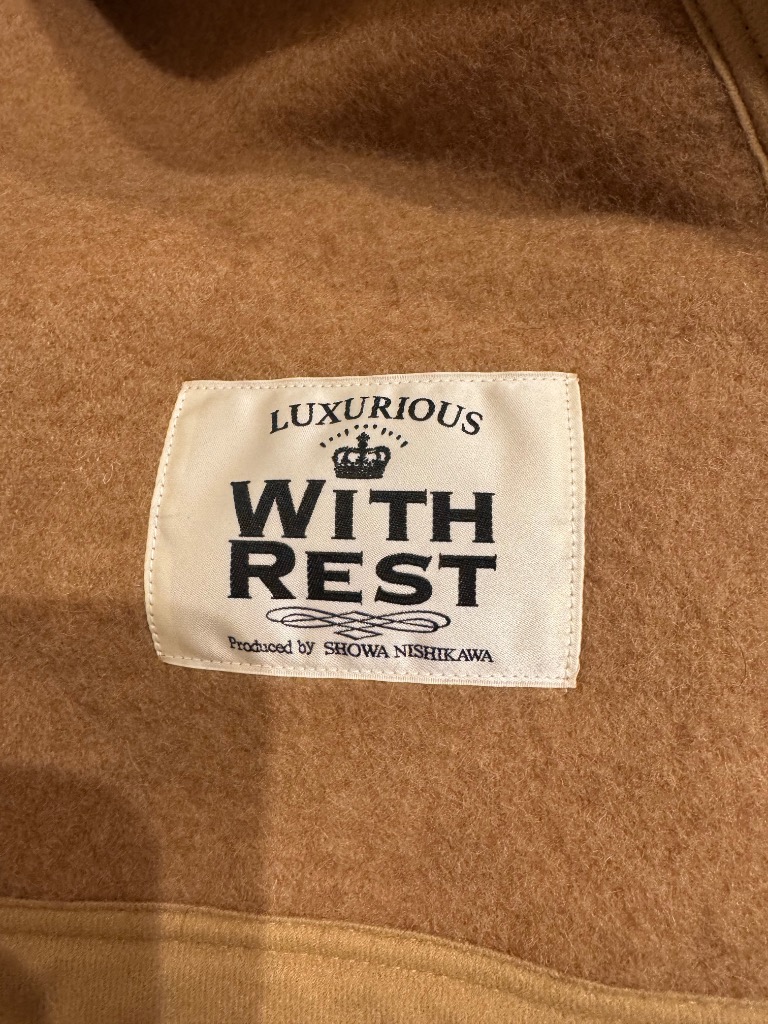 LUXURIOUS
WITH
REST
Produced by SHOWA NISHIKAWA